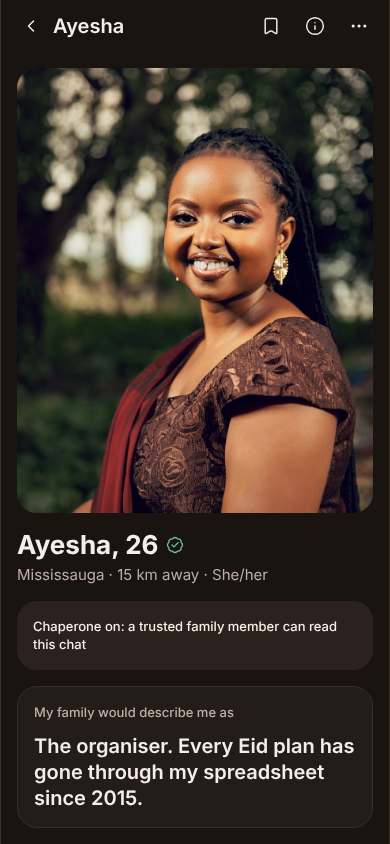 Ayesha
Ayesha, 26
Mississauga · 15 km away · She/her
Chaperone on: a trusted family member can read
this chat
My family would describe me as
The organiser. Every Eid plan has
gone through my spreadsheet
since 2015.